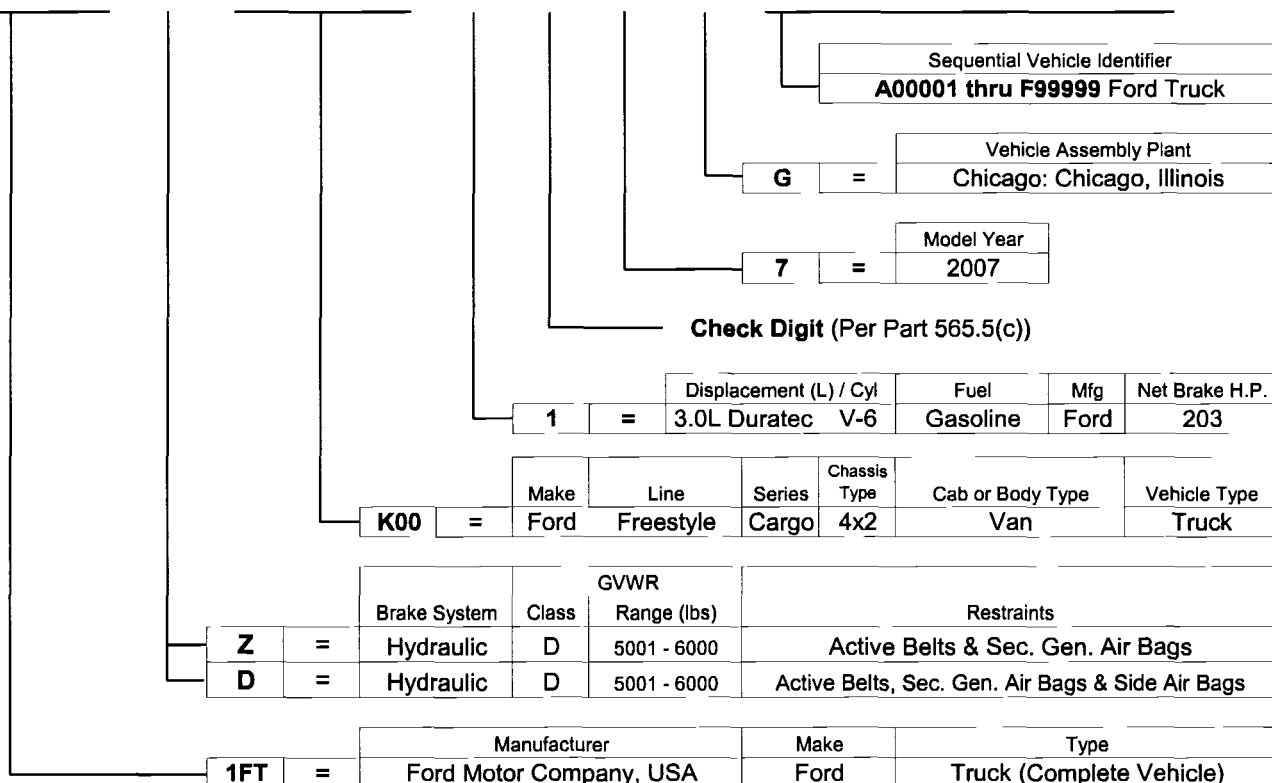 Sequential Vehicle Identifier
A00001 thru F99999 Ford Truck
Vehicle Assembly Plant
G = Chicago: Chicago, Illinois
Model Year
7 = 2007
Check Digit (Per Part 565.5(c))
Displacement (L) / Cyl Fuel Mfg Net Brake H.P.
1 = 3.0L Duratec V-6 Gasoline Ford 203
Chassis
Make Line Series Type Cab or Body Type Vehicle Type
K00 = Ford Freestyle Cargo 4x2 Van Truck
GVWR
Brake System Class Range (lbs) Restraints
Z = Hydraulic D 5001 - 6000 Active Belts & Sec. Gen. Air Bags
D = Hydraulic D 5001 - 6000 Active Belts, Sec. Gen. Air Bags & Side Air Bags
Manufacturer Make Type
1FT = Ford Motor Company, USA Ford Truck (Complete Vehicle)